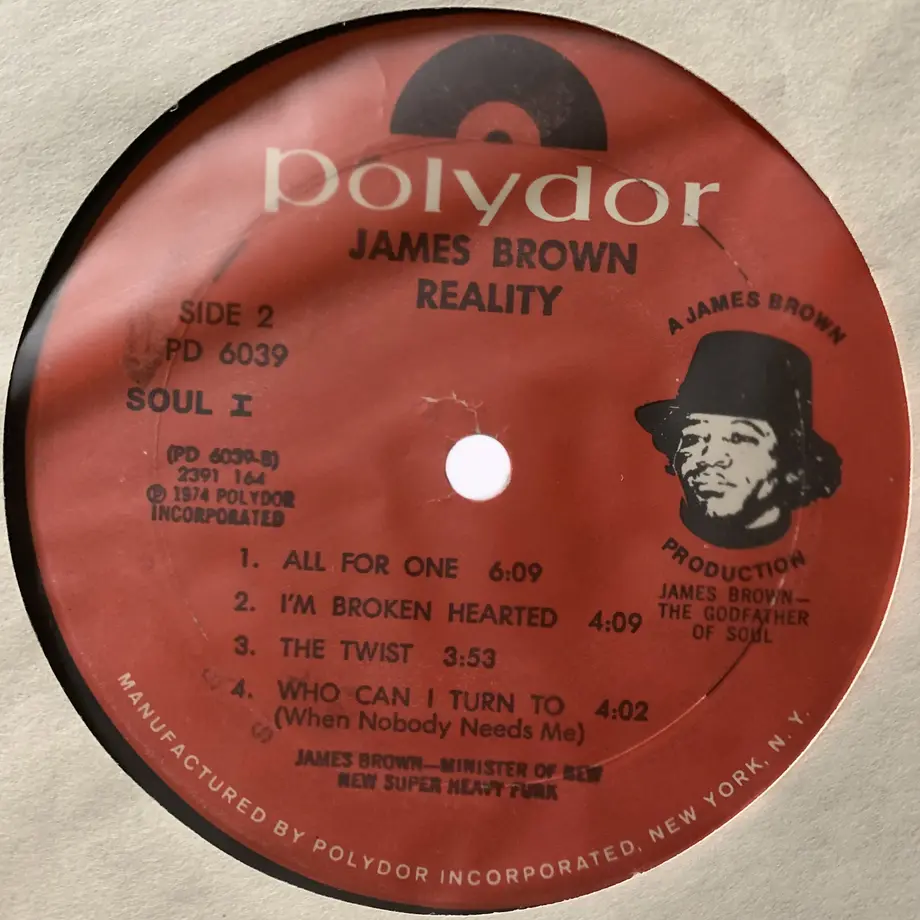 polydor
JAMES BROWN
REALITY
SIDE 2
PD 6039
SOUL I
(PD 6039-B)
2391 164
Ⓟ 1974 POLYDOR
INCORPORATED
A JAMES BROWN
PRODUCTION
JAMES BROWN—
THE GODFATHER
OF SOUL
1. ALL FOR ONE 6:09
2. I'M BROKEN HEARTED 4:09
3. THE TWIST 3:53
4. WHO CAN I TURN TO 4:02
(When Nobody Needs Me)
JAMES BROWN—MINISTER OF NEW
NEW SUPER HEAVY FUNK
MANUFACTURED BY POLYDOR INCORPORATED, NEW YORK, N.Y.